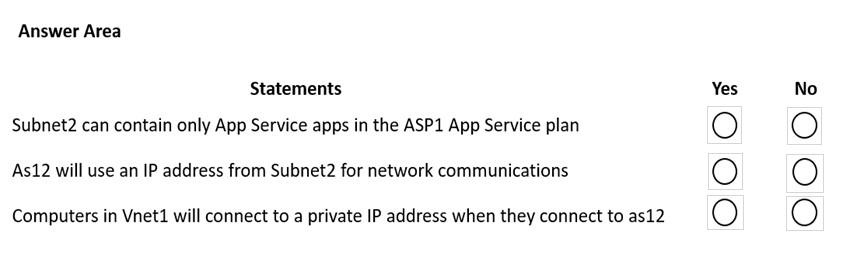 Answer Area
Statements Yes No
Subnet2 can contain only App Service apps in the ASP1 App Service plan
As12 will use an IP address from Subnet2 for network communications
Computers in Vnet1 will connect to a private IP address when they connect to as12